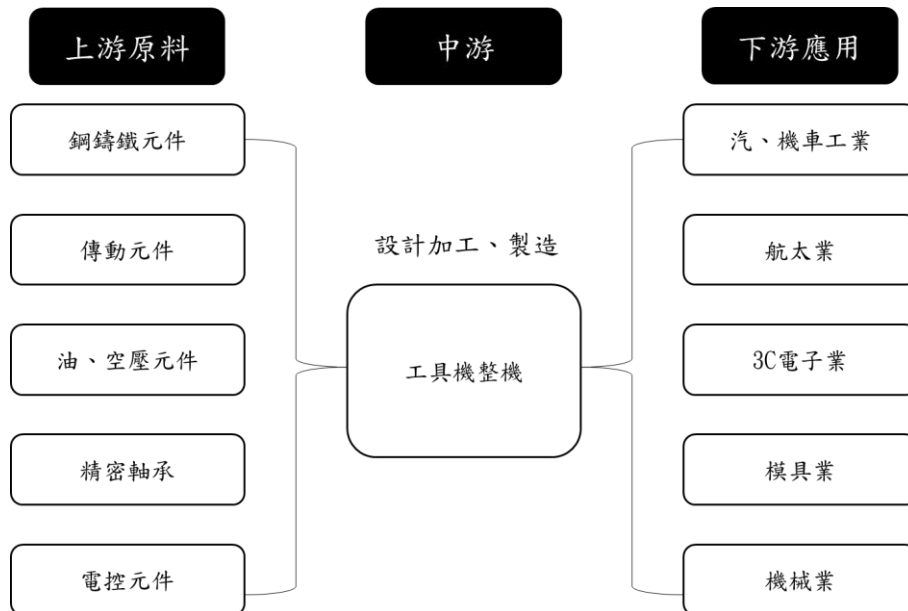 上游原料
中游
下游應用
鋼鑄鐵元件
傳動元件
油、空壓元件
精密軸承
電控元件
設計加工、製造
工具機整機
汽、機車工業
航太業
3C電子業
模具業
機械業